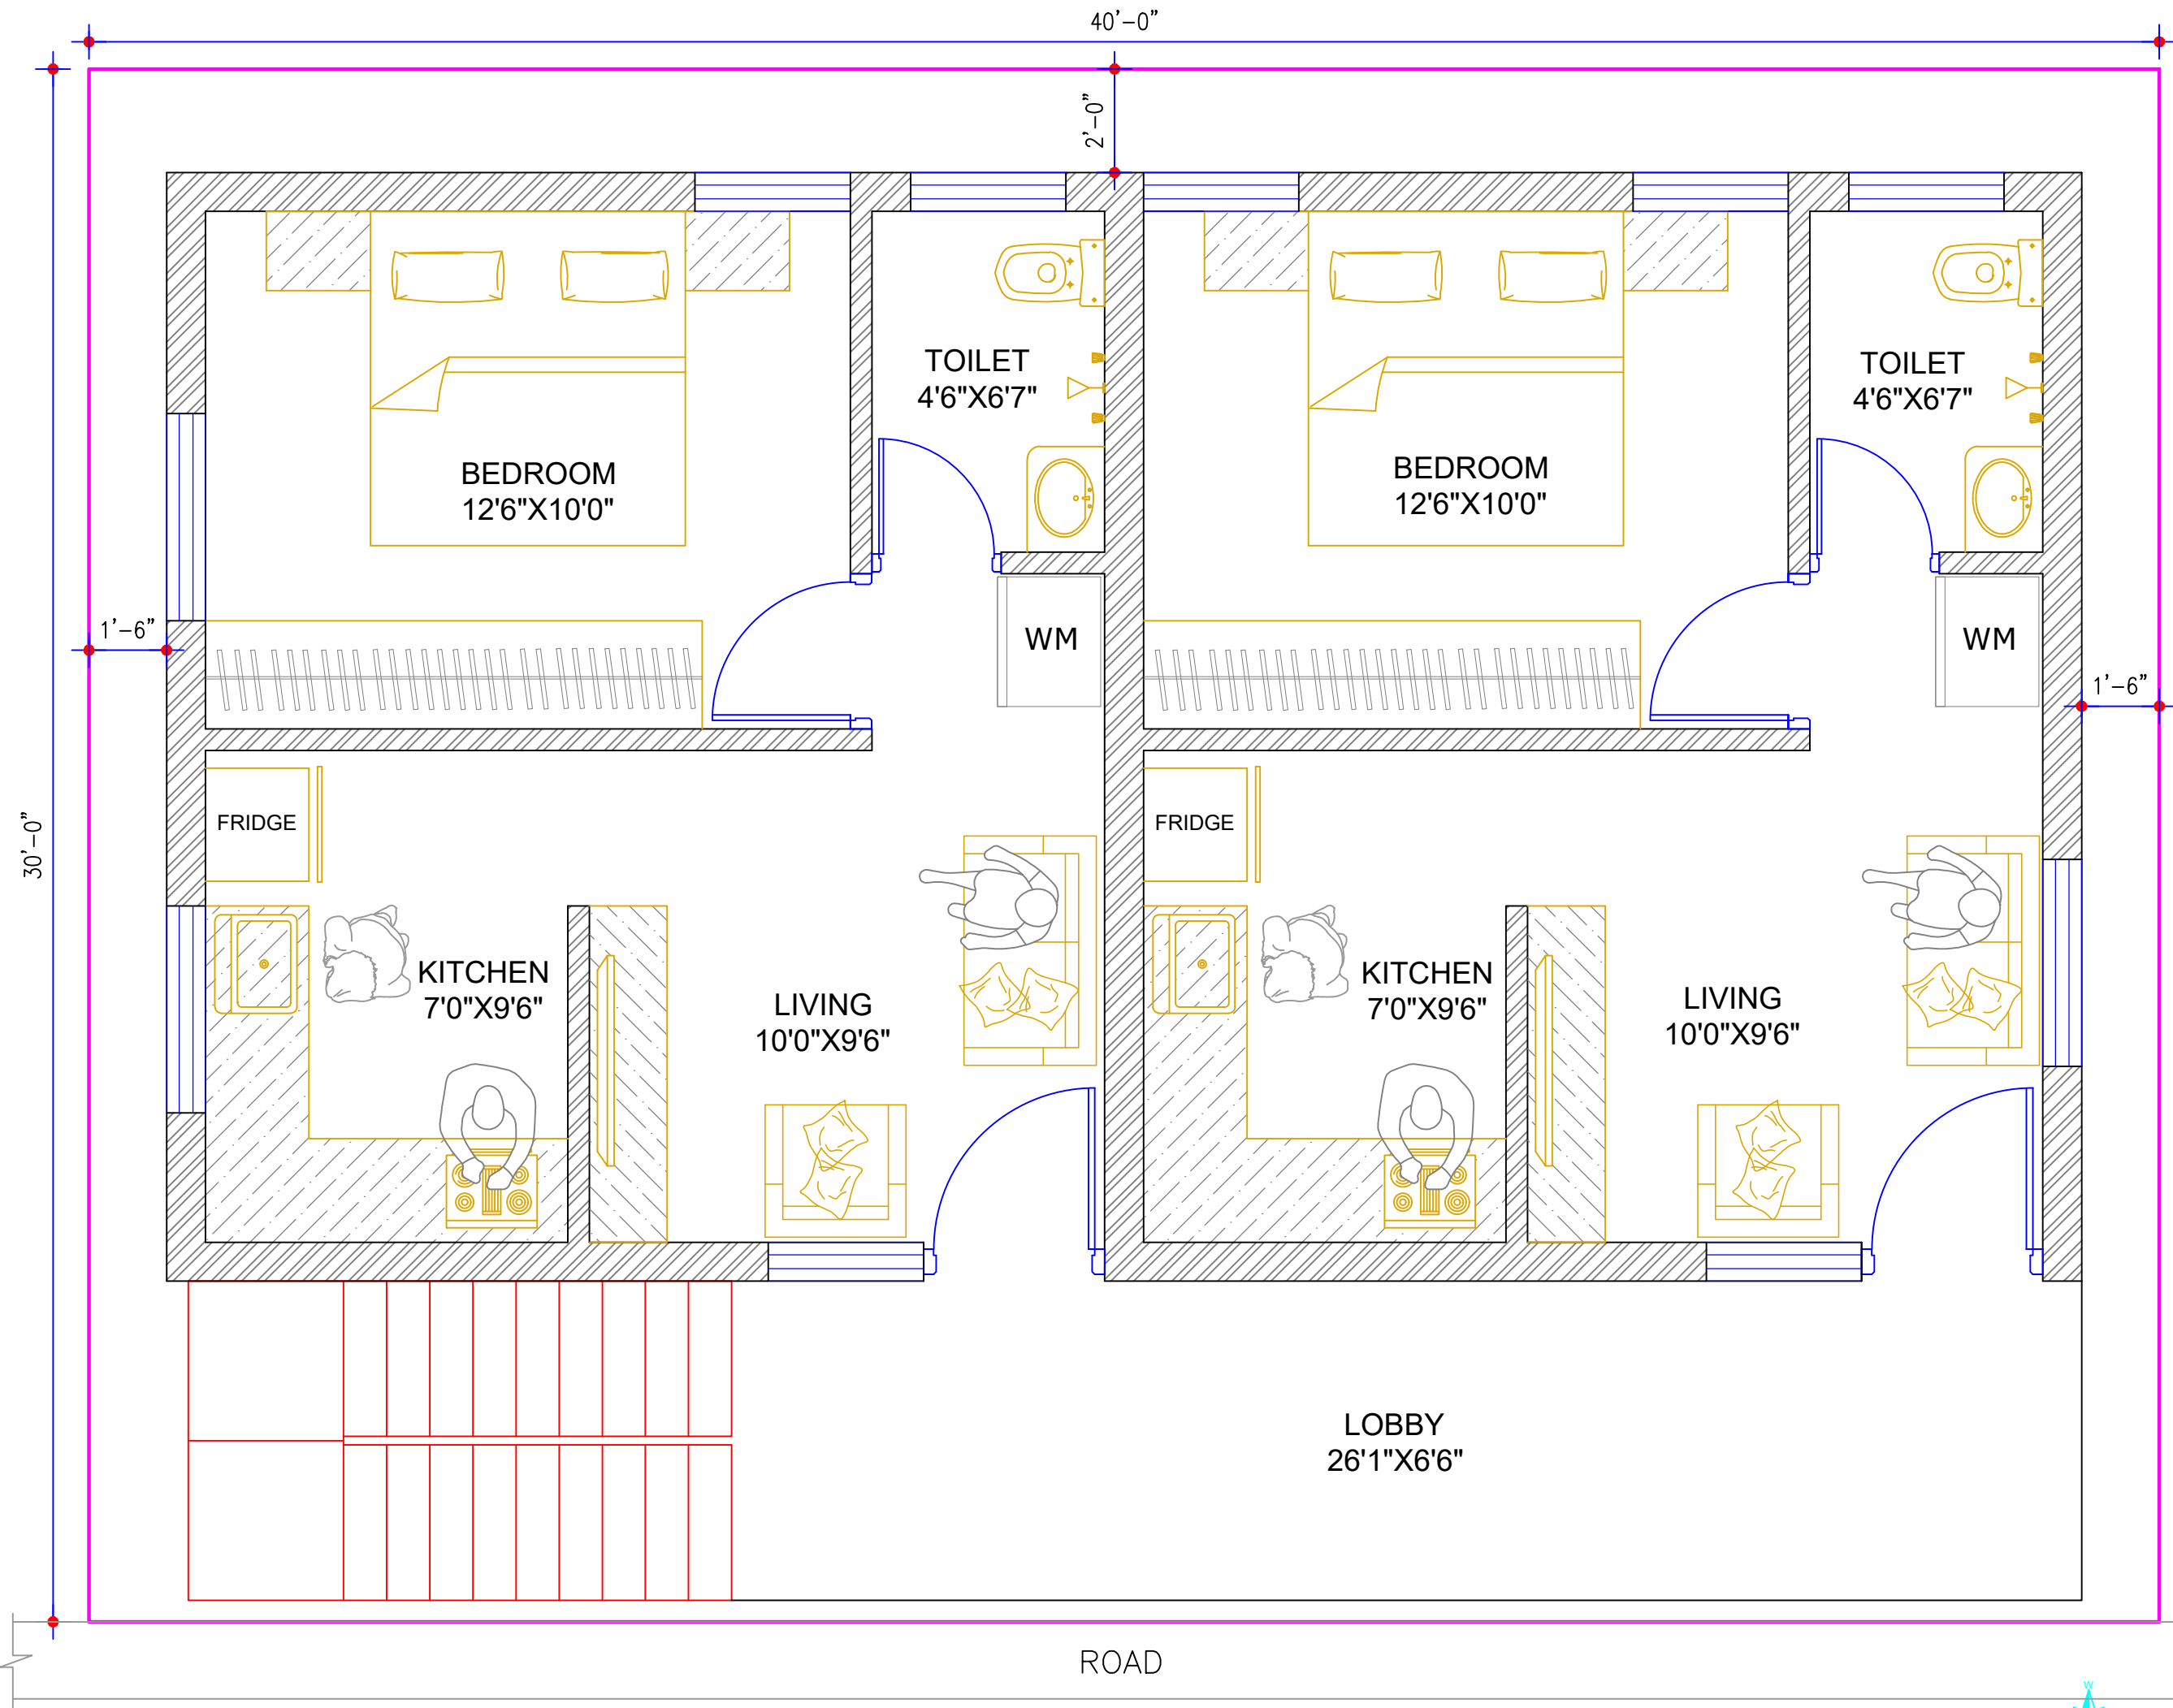 40’-0”
2’-0”
TOILET
4'6"X6'7"
TOILET
4'6"X6'7"
BEDROOM
12'6"X10'0"
BEDROOM
12'6"X10'0"
1’-6”
WM
WM
1’-6”
30’-0”
FRIDGE
FRIDGE
KITCHEN
7'0"X9'6"
LIVING
10'0"X9'6"
KITCHEN
7'0"X9'6"
LIVING
10'0"X9'6"
LOBBY
26'1"X6'6"
ROAD
W